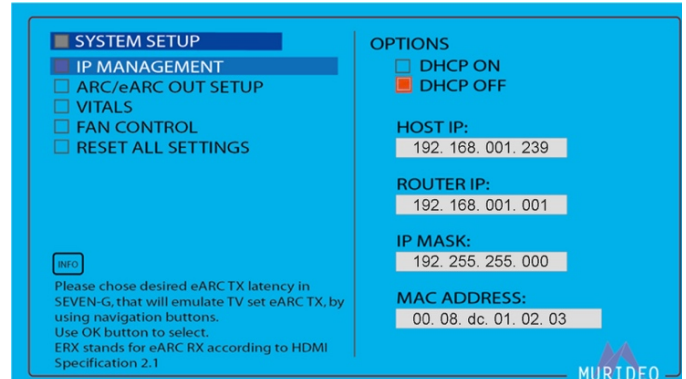 SYSTEM SETUP
IP MANAGEMENT
ARC/eARC OUT SETUP
VITALS
FAN CONTROL
RESET ALL SETTINGS
INFO
Please chose desired eARC TX latency in
SEVEN-G, that will emulate TV set eARC TX, by
using navigation buttons.
Use OK button to select.
ERX stands for eARC RX according to HDMI
Specification 2.1
OPTIONS
DHCP ON
DHCP OFF
HOST IP:
192. 168. 001. 239
ROUTER IP:
192. 168. 001. 001
IP MASK:
192. 255. 255. 000
MAC ADDRESS:
00. 08. dc. 01. 02. 03
MURIDEO